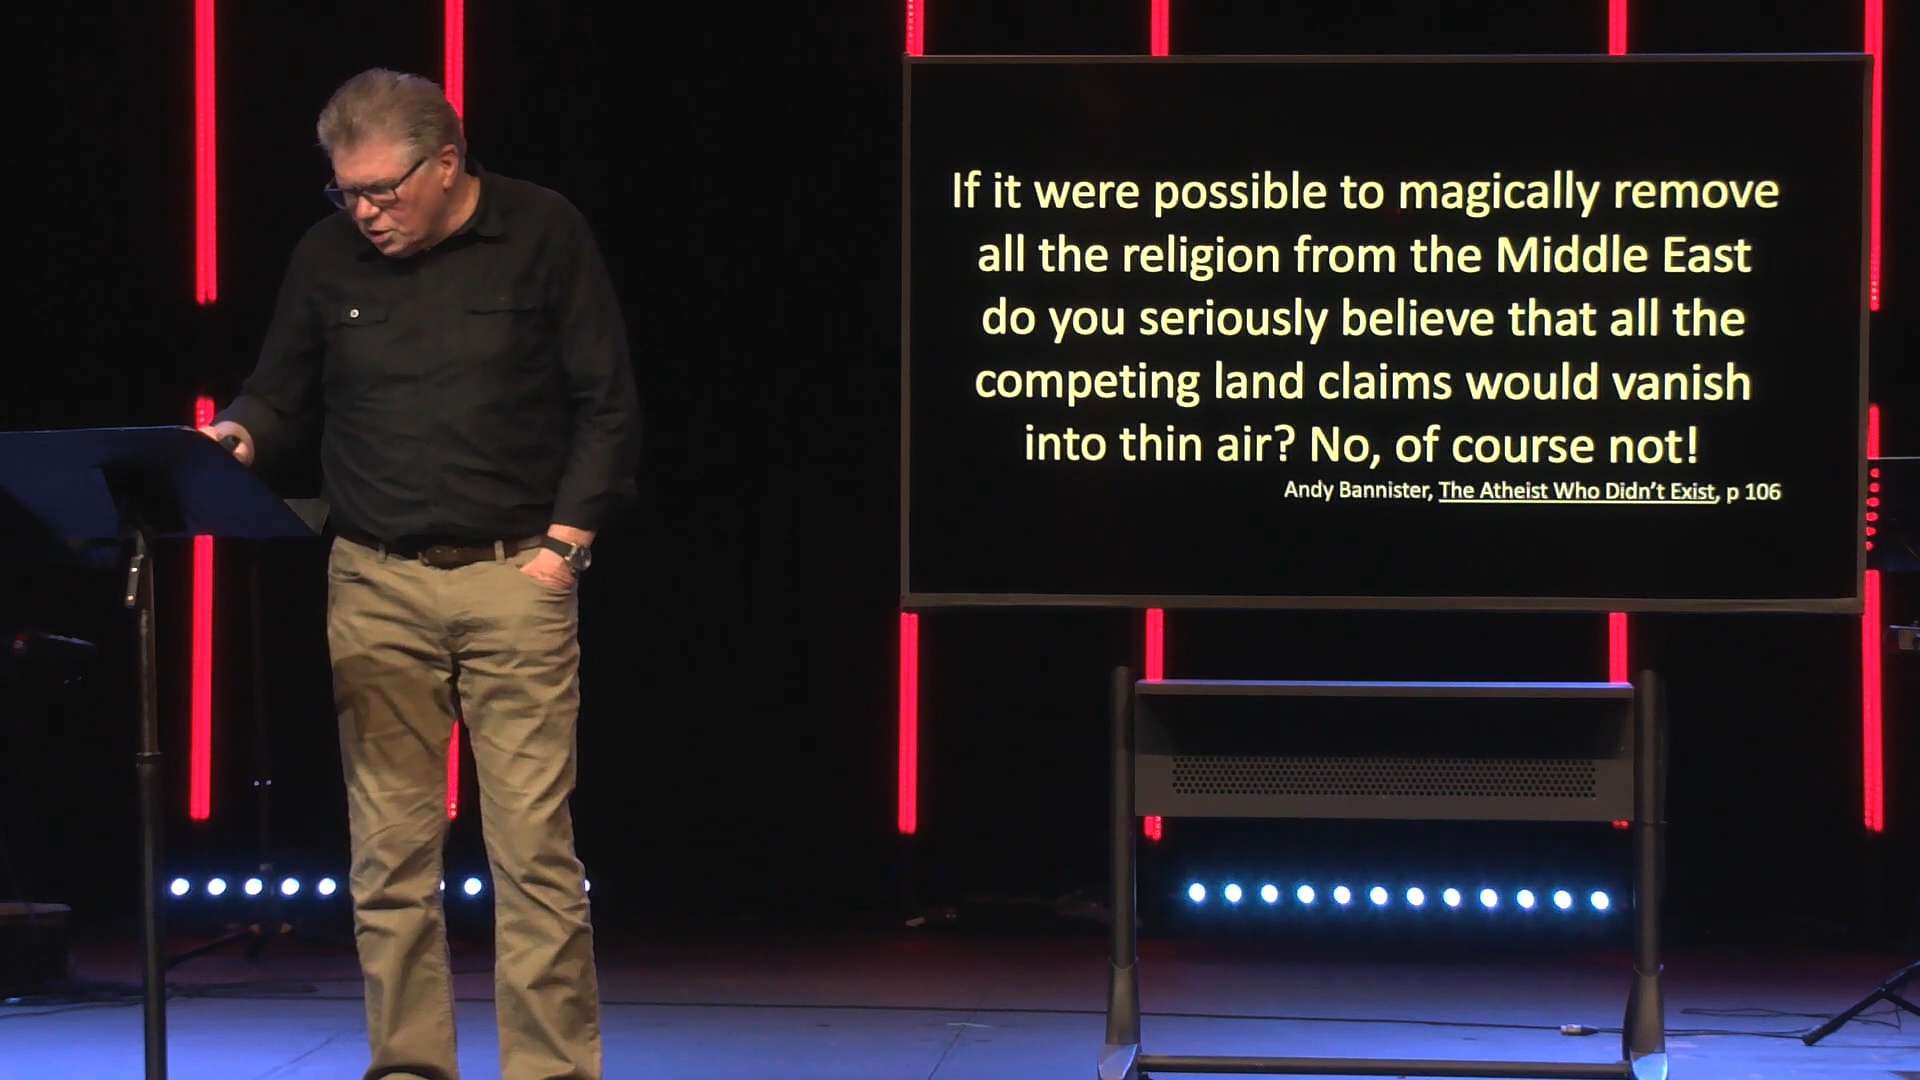 If it were possible to magically remove
all the religion from the Middle East
do you seriously believe that all the
competing land claims would vanish
into thin air? No, of course not!
Andy Bannister, The Atheist Who Didn't Exist, p 106